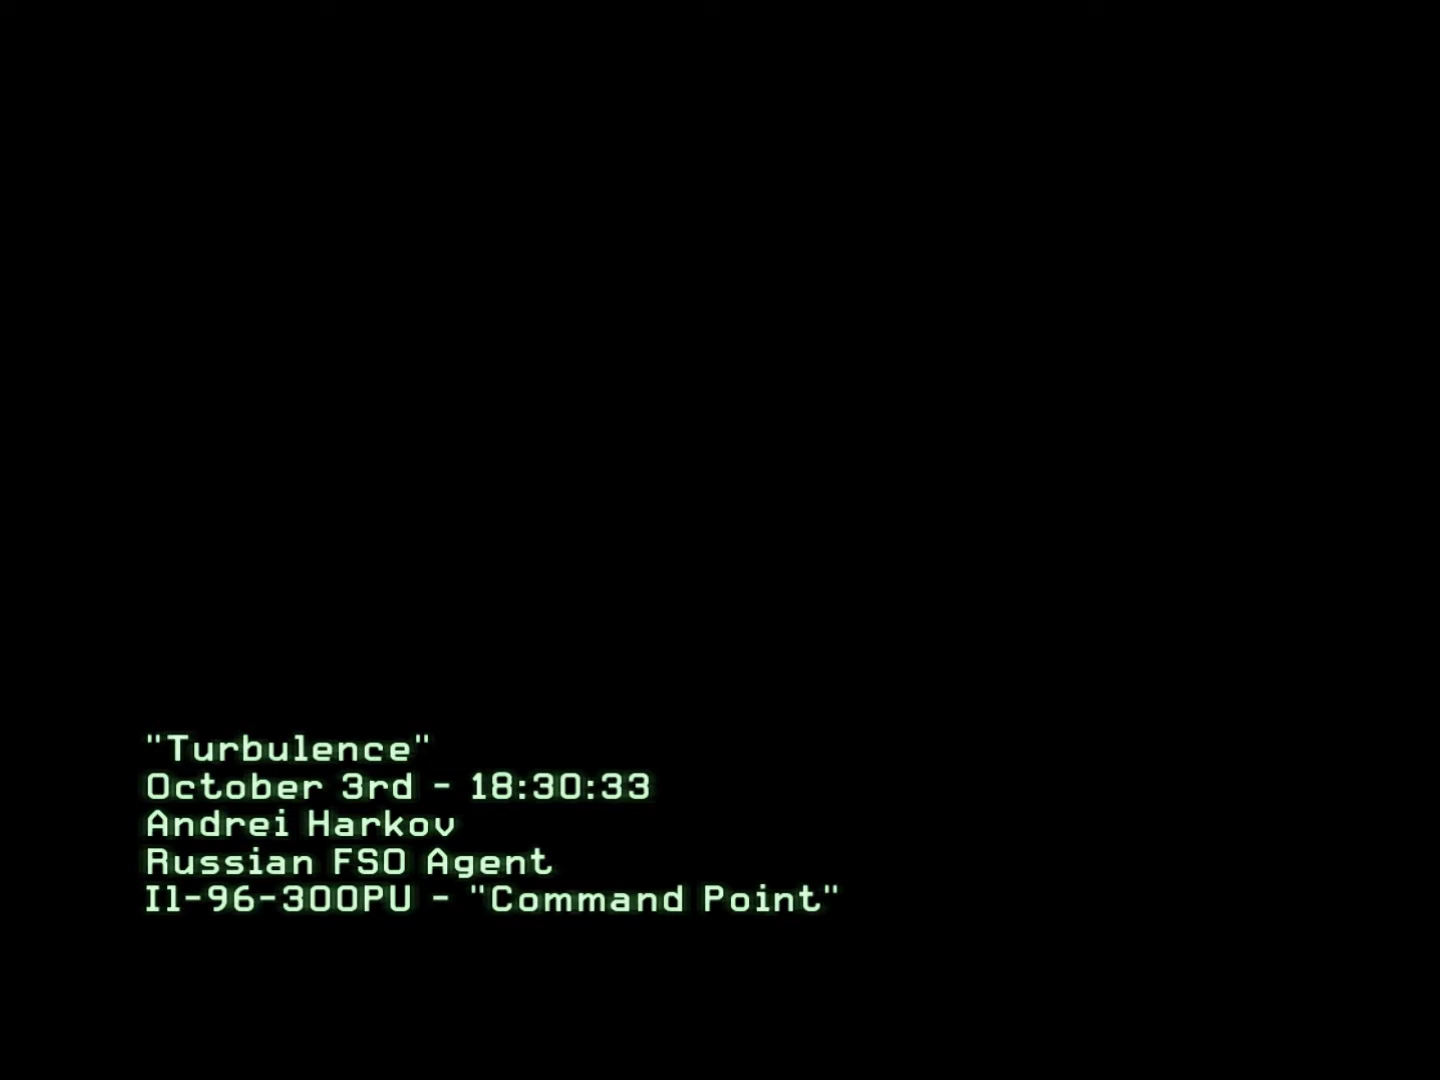 "Turbulence"
October 3rd - 18:30:33
Andrei Harkov
Russian FSO Agent
Il-96-300PU - "Command Point"